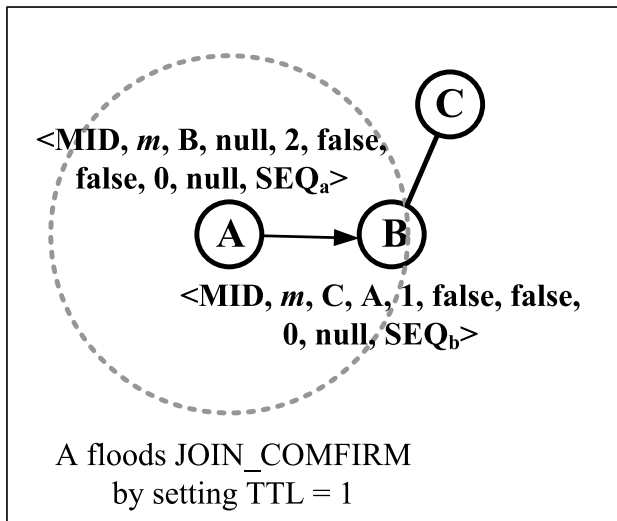 C
<MID, m, B, null, 2, false,
false, 0, null, SEQa>
A
B
<MID, m, C, A, 1, false, false,
0, null, SEQb>
A floods JOIN_COMFIRM
by setting TTL = 1